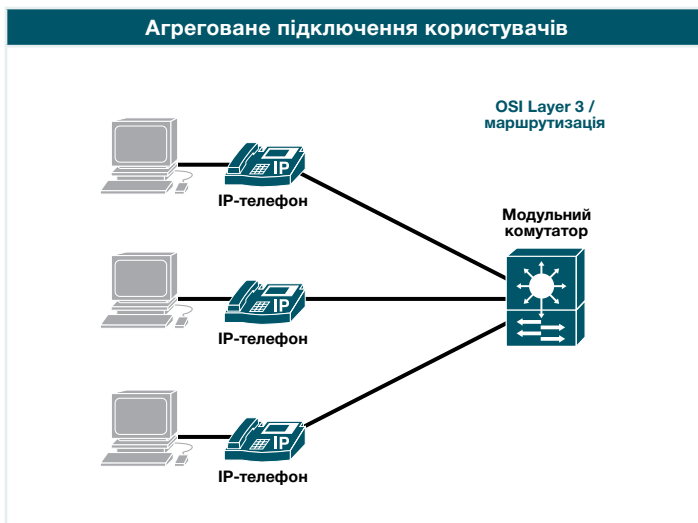 Агреговане підключення користувачів
OSI Layer 3 /
маршрутизація
IP
IP-телефон
Модульний
комутатор
IP
IP-телефон
IP
IP-телефон